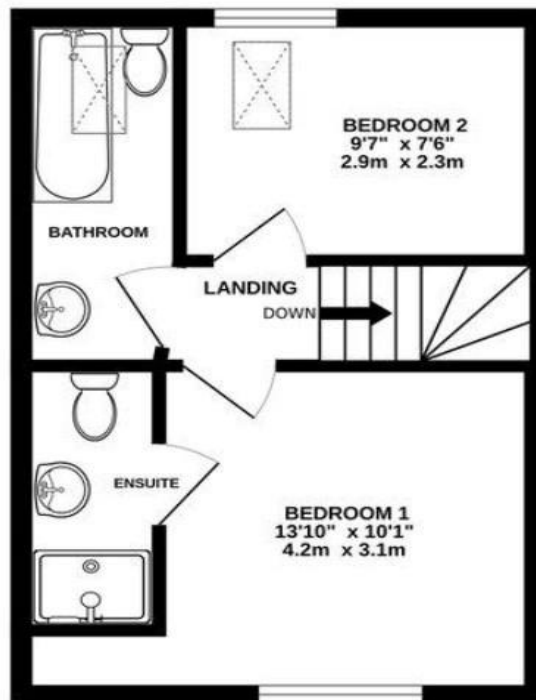 BEDROOM 2
9'7" x 7'6"
2.9m x 2.3m
BATHROOM
LANDING
DOWN
ENSUITE
BEDROOM 1
13'10" x 10'1"
4.2m x 3.1m